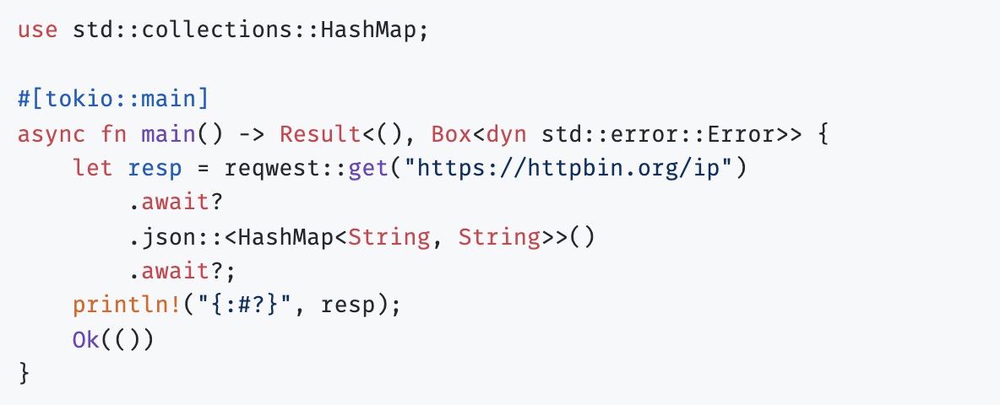 use std::collections::HashMap;

#[tokio::main]
async fn main() -> Result<(), Box<dyn std::error::Error>> {
    let resp = reqwest::get("https://httpbin.org/ip")
        .await?
        .json::<HashMap<String, String>>()
        .await?;
    println!("{:#?}", resp);
    Ok(())
}